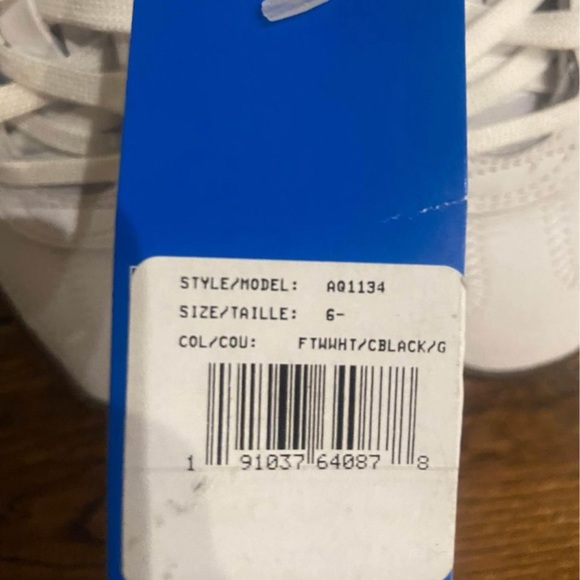 STYLE/MODEL: AQ1134
SIZE/TAILLE: 6-
COL/COU: FTWWHT/CBLACK/G
1 91037 64087 8